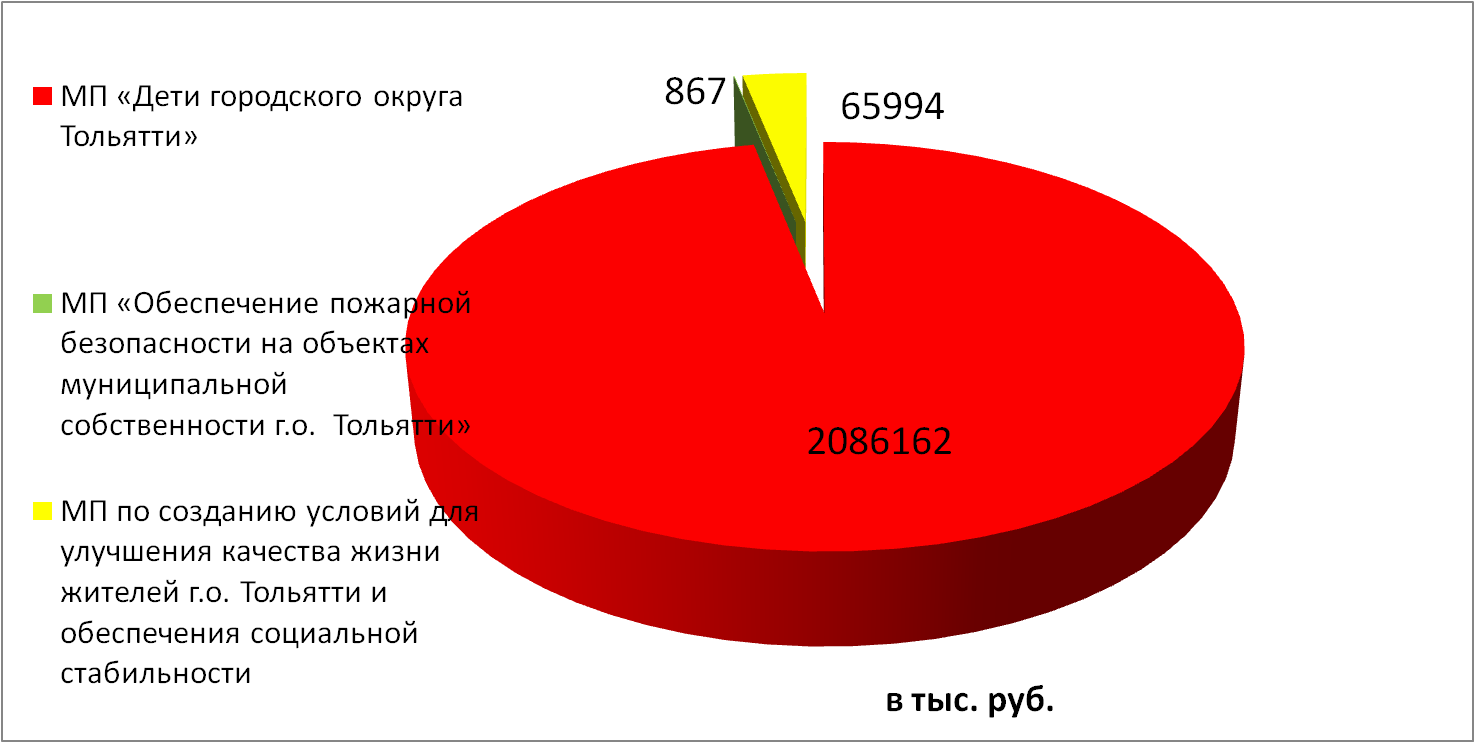 МП «Дети городского округа
Тольятти»
867
65994
МП «Обеспечение пожарной
безопасности на объектах
муниципальной
собственности г.о. Тольятти»
2086162
МП по созданию условий для
улучшения качества жизни
жителей г.о. Тольятти и
обеспечения социальной
стабильности
в тыс. руб.